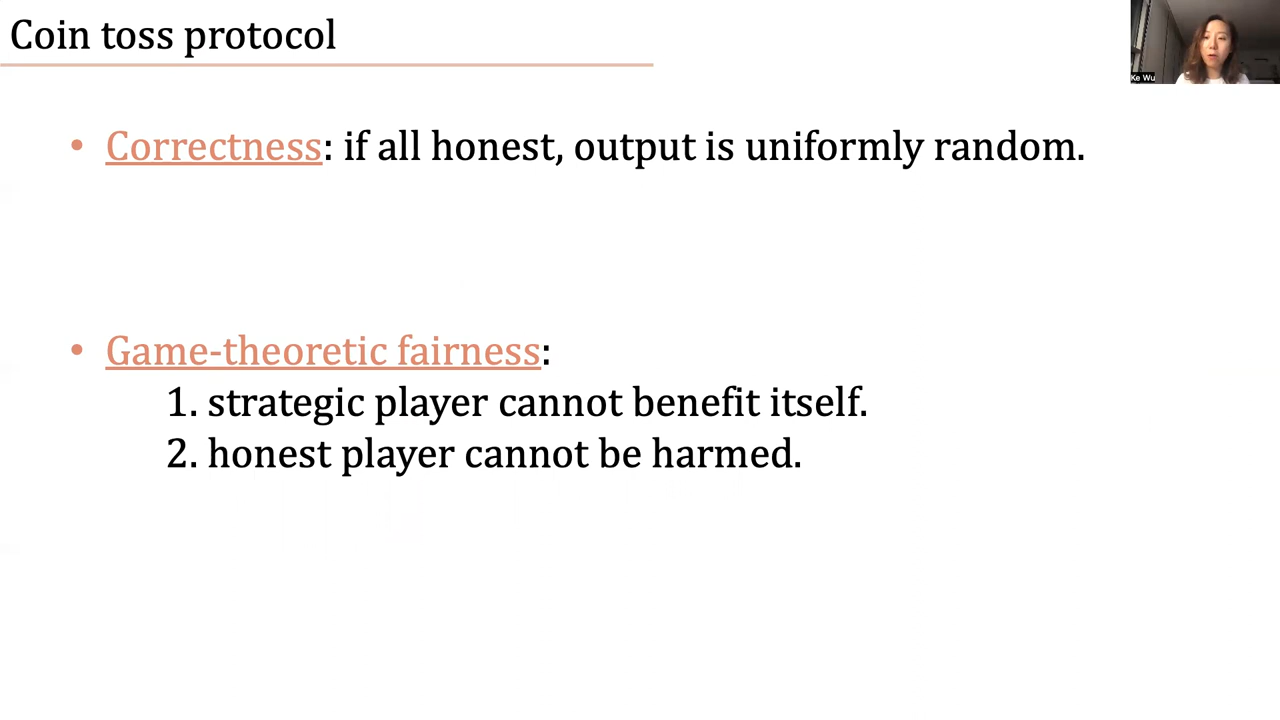 Coin toss protocol
Ke Wu
• Correctness: if all honest, output is uniformly random.
• Game-theoretic fairness:
1. strategic player cannot benefit itself.
2. honest player cannot be harmed.